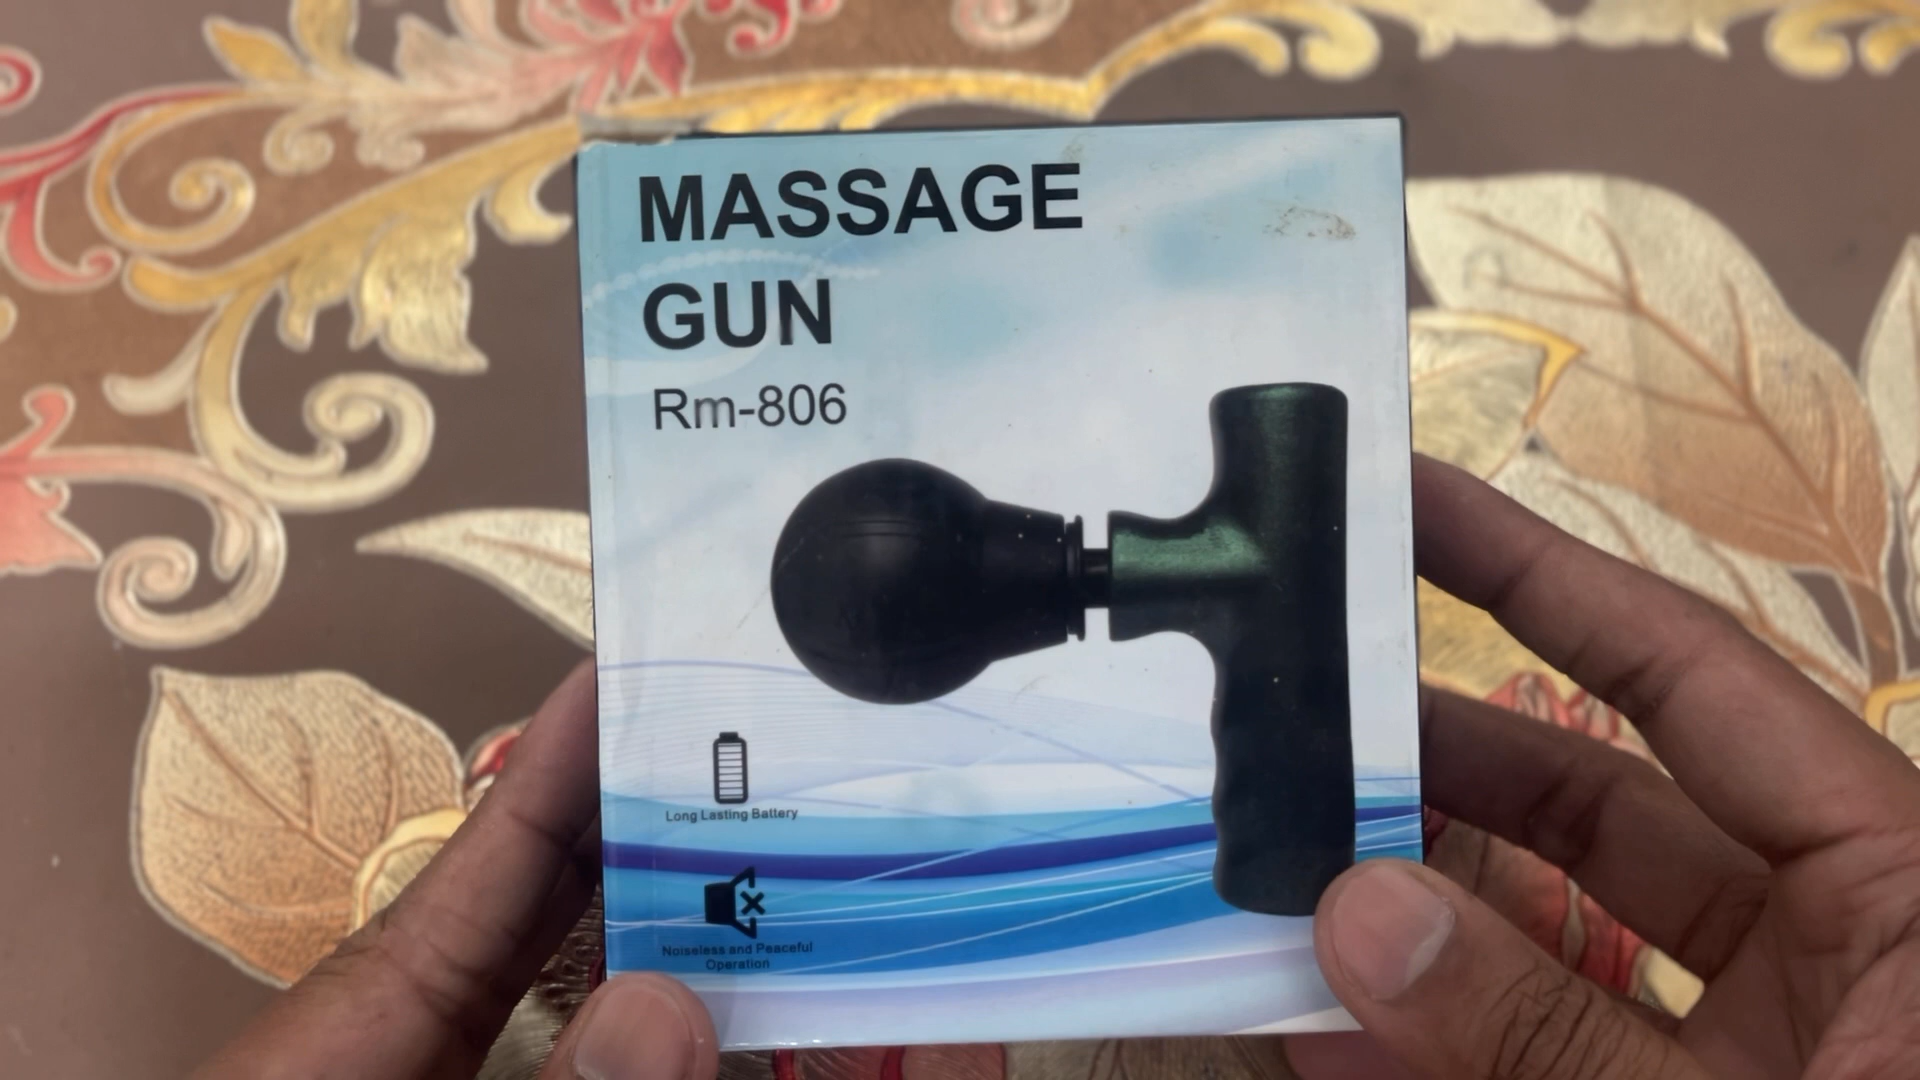 MASSAGE
GUN
Rm-806
Long Lasting Battery
Noiseless and Peaceful
Operation